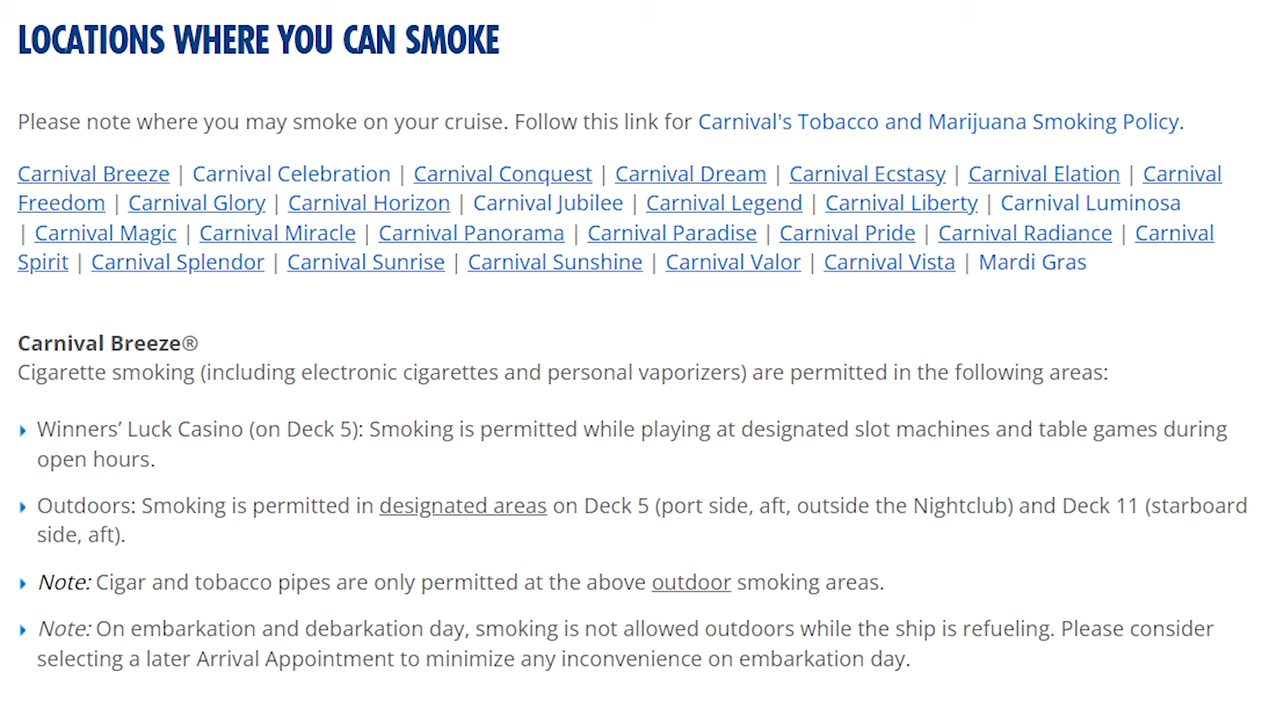 LOCATIONS WHERE YOU CAN SMOKE
Please note where you may smoke on your cruise. Follow this link for Carnival's Tobacco and Marijuana Smoking Policy.
Carnival Breeze | Carnival Celebration | Carnival Conquest | Carnival Dream | Carnival Ecstasy | Carnival Elation | Carnival
Freedom | Carnival Glory | Carnival Horizon | Carnival Jubilee | Carnival Legend | Carnival Liberty | Carnival Luminosa
| Carnival Magic | Carnival Miracle | Carnival Panorama | Carnival Paradise | Carnival Pride | Carnival Radiance | Carnival
Spirit | Carnival Splendor | Carnival Sunrise | Carnival Sunshine | Carnival Valor | Carnival Vista | Mardi Gras
Carnival Breeze®
Cigarette smoking (including electronic cigarettes and personal vaporizers) are permitted in the following areas:
Winners’ Luck Casino (on Deck 5): Smoking is permitted while playing at designated slot machines and table games during
open hours.
Outdoors: Smoking is permitted in designated areas on Deck 5 (port side, aft, outside the Nightclub) and Deck 11 (starboard
side, aft).
Note: Cigar and tobacco pipes are only permitted at the above outdoor smoking areas.
Note: On embarkation and debarkation day, smoking is not allowed outdoors while the ship is refueling. Please consider
selecting a later Arrival Appointment to minimize any inconvenience on embarkation day.